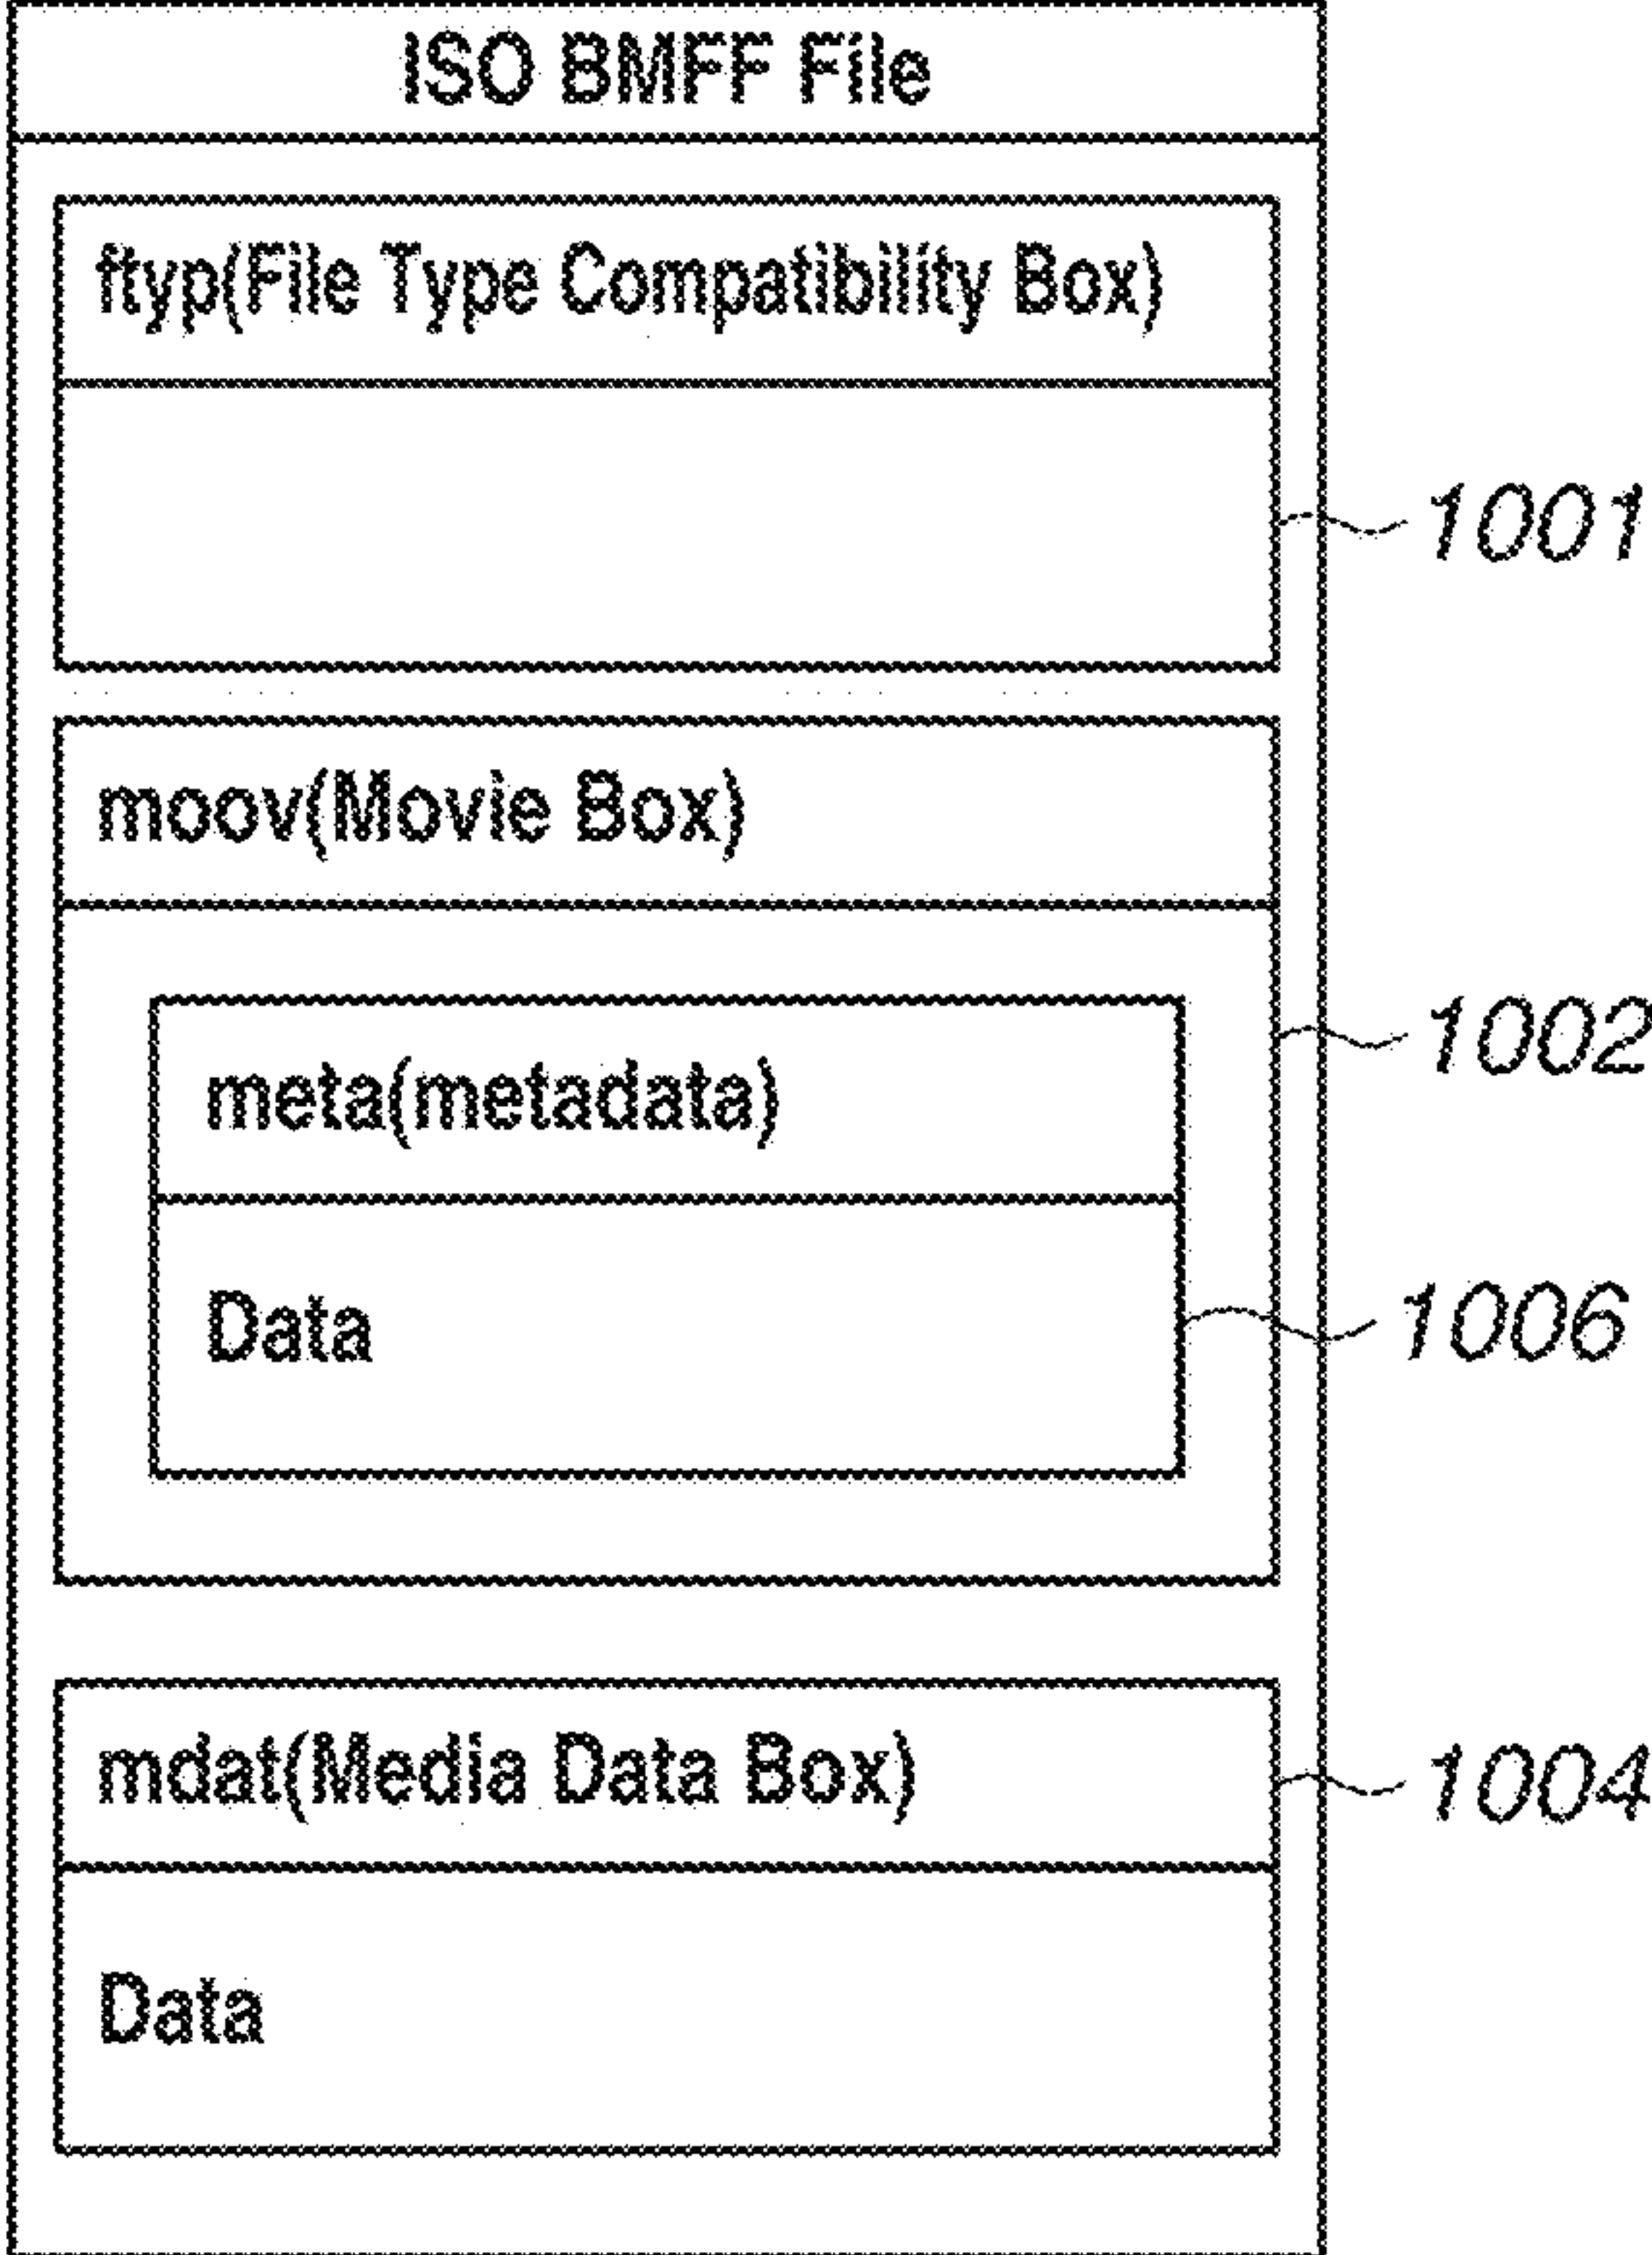 ISO BMFF File
ftyp(File Type Compatibility Box)
1001
moov(Movie Box)
1002
meta(metadata)
Data
1006
mdat(Media Data Box)
1004
Data